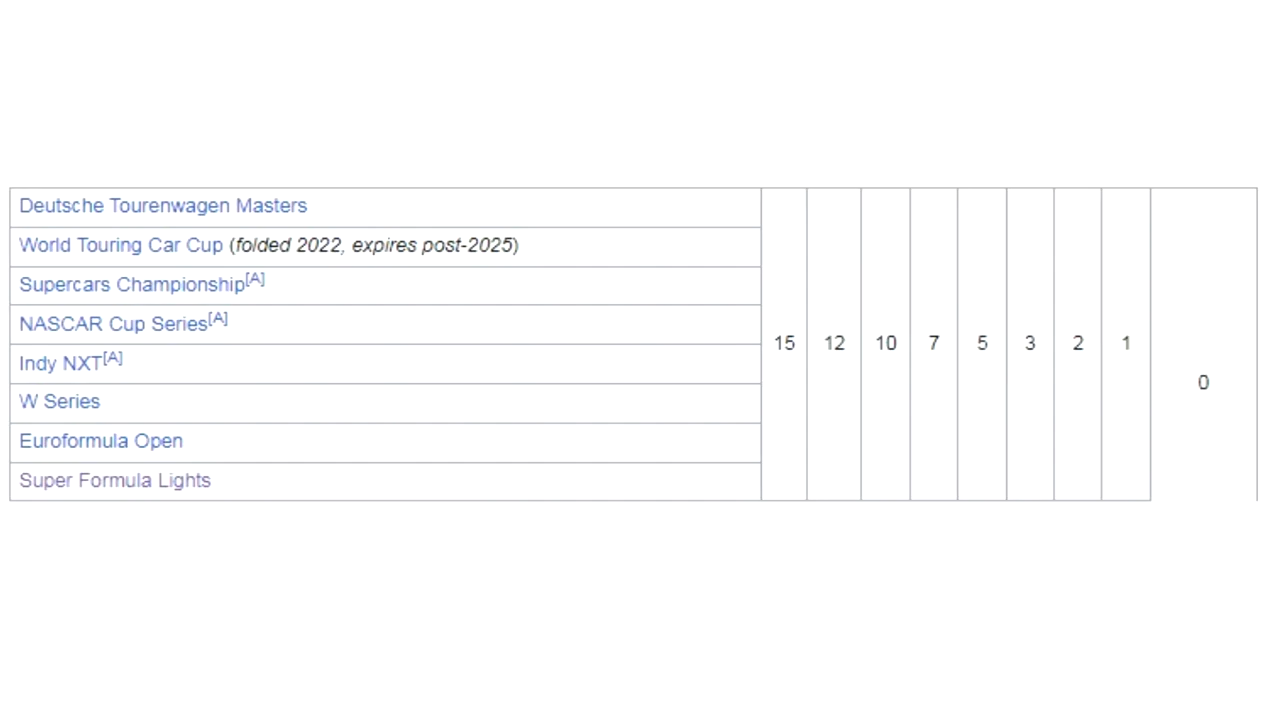 Deutsche Tourenwagen Masters
World Touring Car Cup (folded 2022, expires post-2025)
Supercars Championship[A]
NASCAR Cup Series[A]
Indy NXT[A]
W Series
Euroformula Open
Super Formula Lights
15 12 10 7 5 3 2 1
0